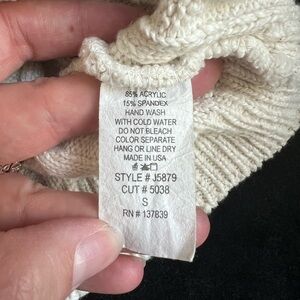 85% ACRYLIC
15% SPANDEX
HAND WASH
WITH COLD WATER
DO NOT BLEACH
COLOR SEPARATE
HANG OR LINE DRY
MADE IN USA
STYLE # J5879
CUT # 5038
S
RN # 137839